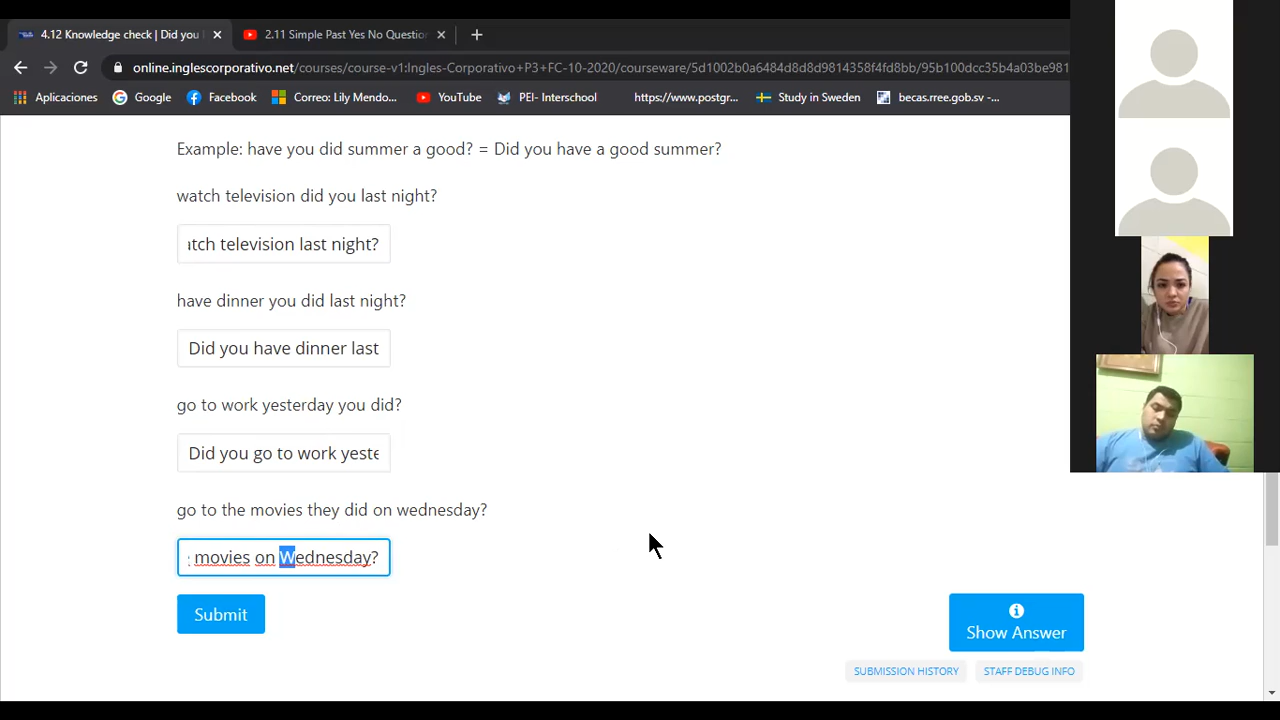 4.12 Knowledge check | Did you
2.11 Simple Past Yes No Questio
online.inglescorporativo.net/courses/course-v1:Ingles-Corporativo+P3+FC-10-2020/courseware/5d1002b0a6484d8d8d9814358f4fd8bb/95b100dcc35b4a03be981
Aplicaciones Google Facebook Correo: Lily Mendo... YouTube PEI- Interschool https://www.postgr... Study in Sweden becas.rree.gob.sv -...
Example: have you did summer a good? = Did you have a good summer?
watch television did you last night?
atch television last night?
have dinner you did last night?
Did you have dinner last
go to work yesterday you did?
Did you go to work yeste
go to the movies they did on wednesday?
movies on Wednesday?
Submit
Show Answer
SUBMISSION HISTORY STAFF DEBUG INFO